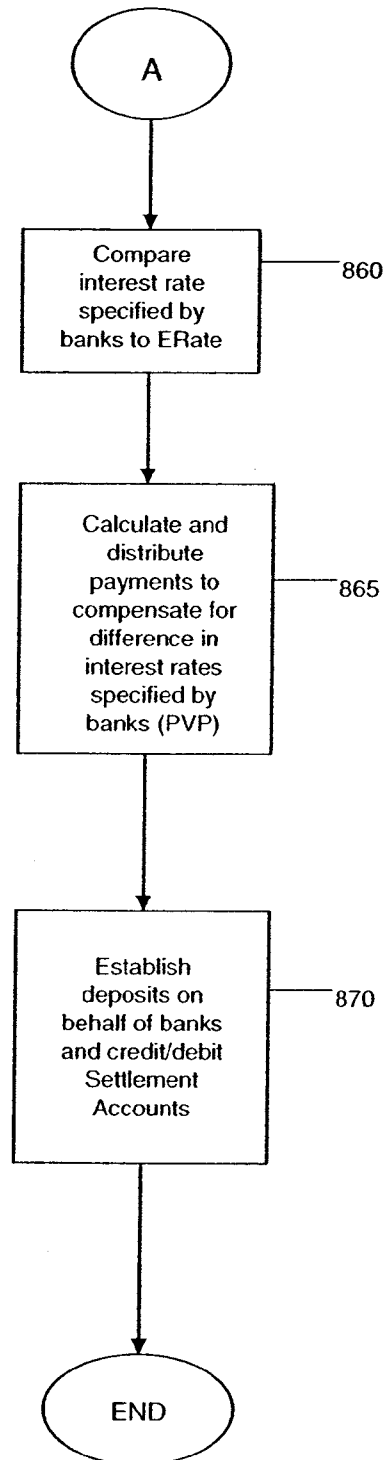 A
Compare
interest rate
specified by
banks to ERate
860
Calculate and
distribute
payments to
compensate for
difference in
interest rates
specified by
banks (PVP)
865
Establish
deposits on
behalf of banks
and credit/debit
Settlement
Accounts
870
END